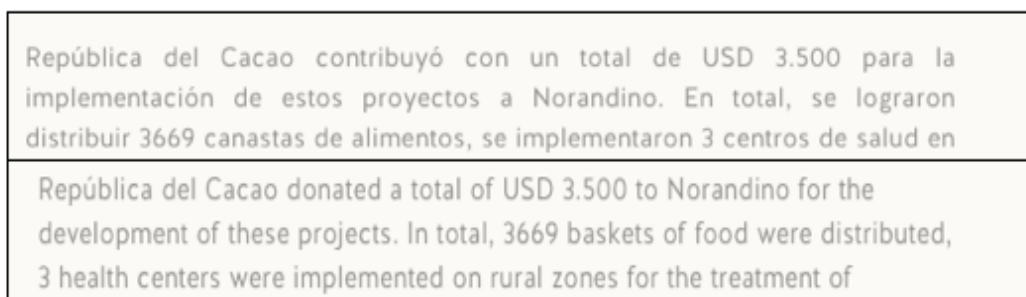 República del Cacao contribuyó con un total de USD 3.500 para la
implementación de estos proyectos a Norandino. En total, se lograron
distribuir 3669 canastas de alimentos, se implementaron 3 centros de salud en
República del Cacao donated a total of USD 3.500 to Norandino for the
development of these projects. In total, 3669 baskets of food were distributed,
3 health centers were implemented on rural zones for the treatment of